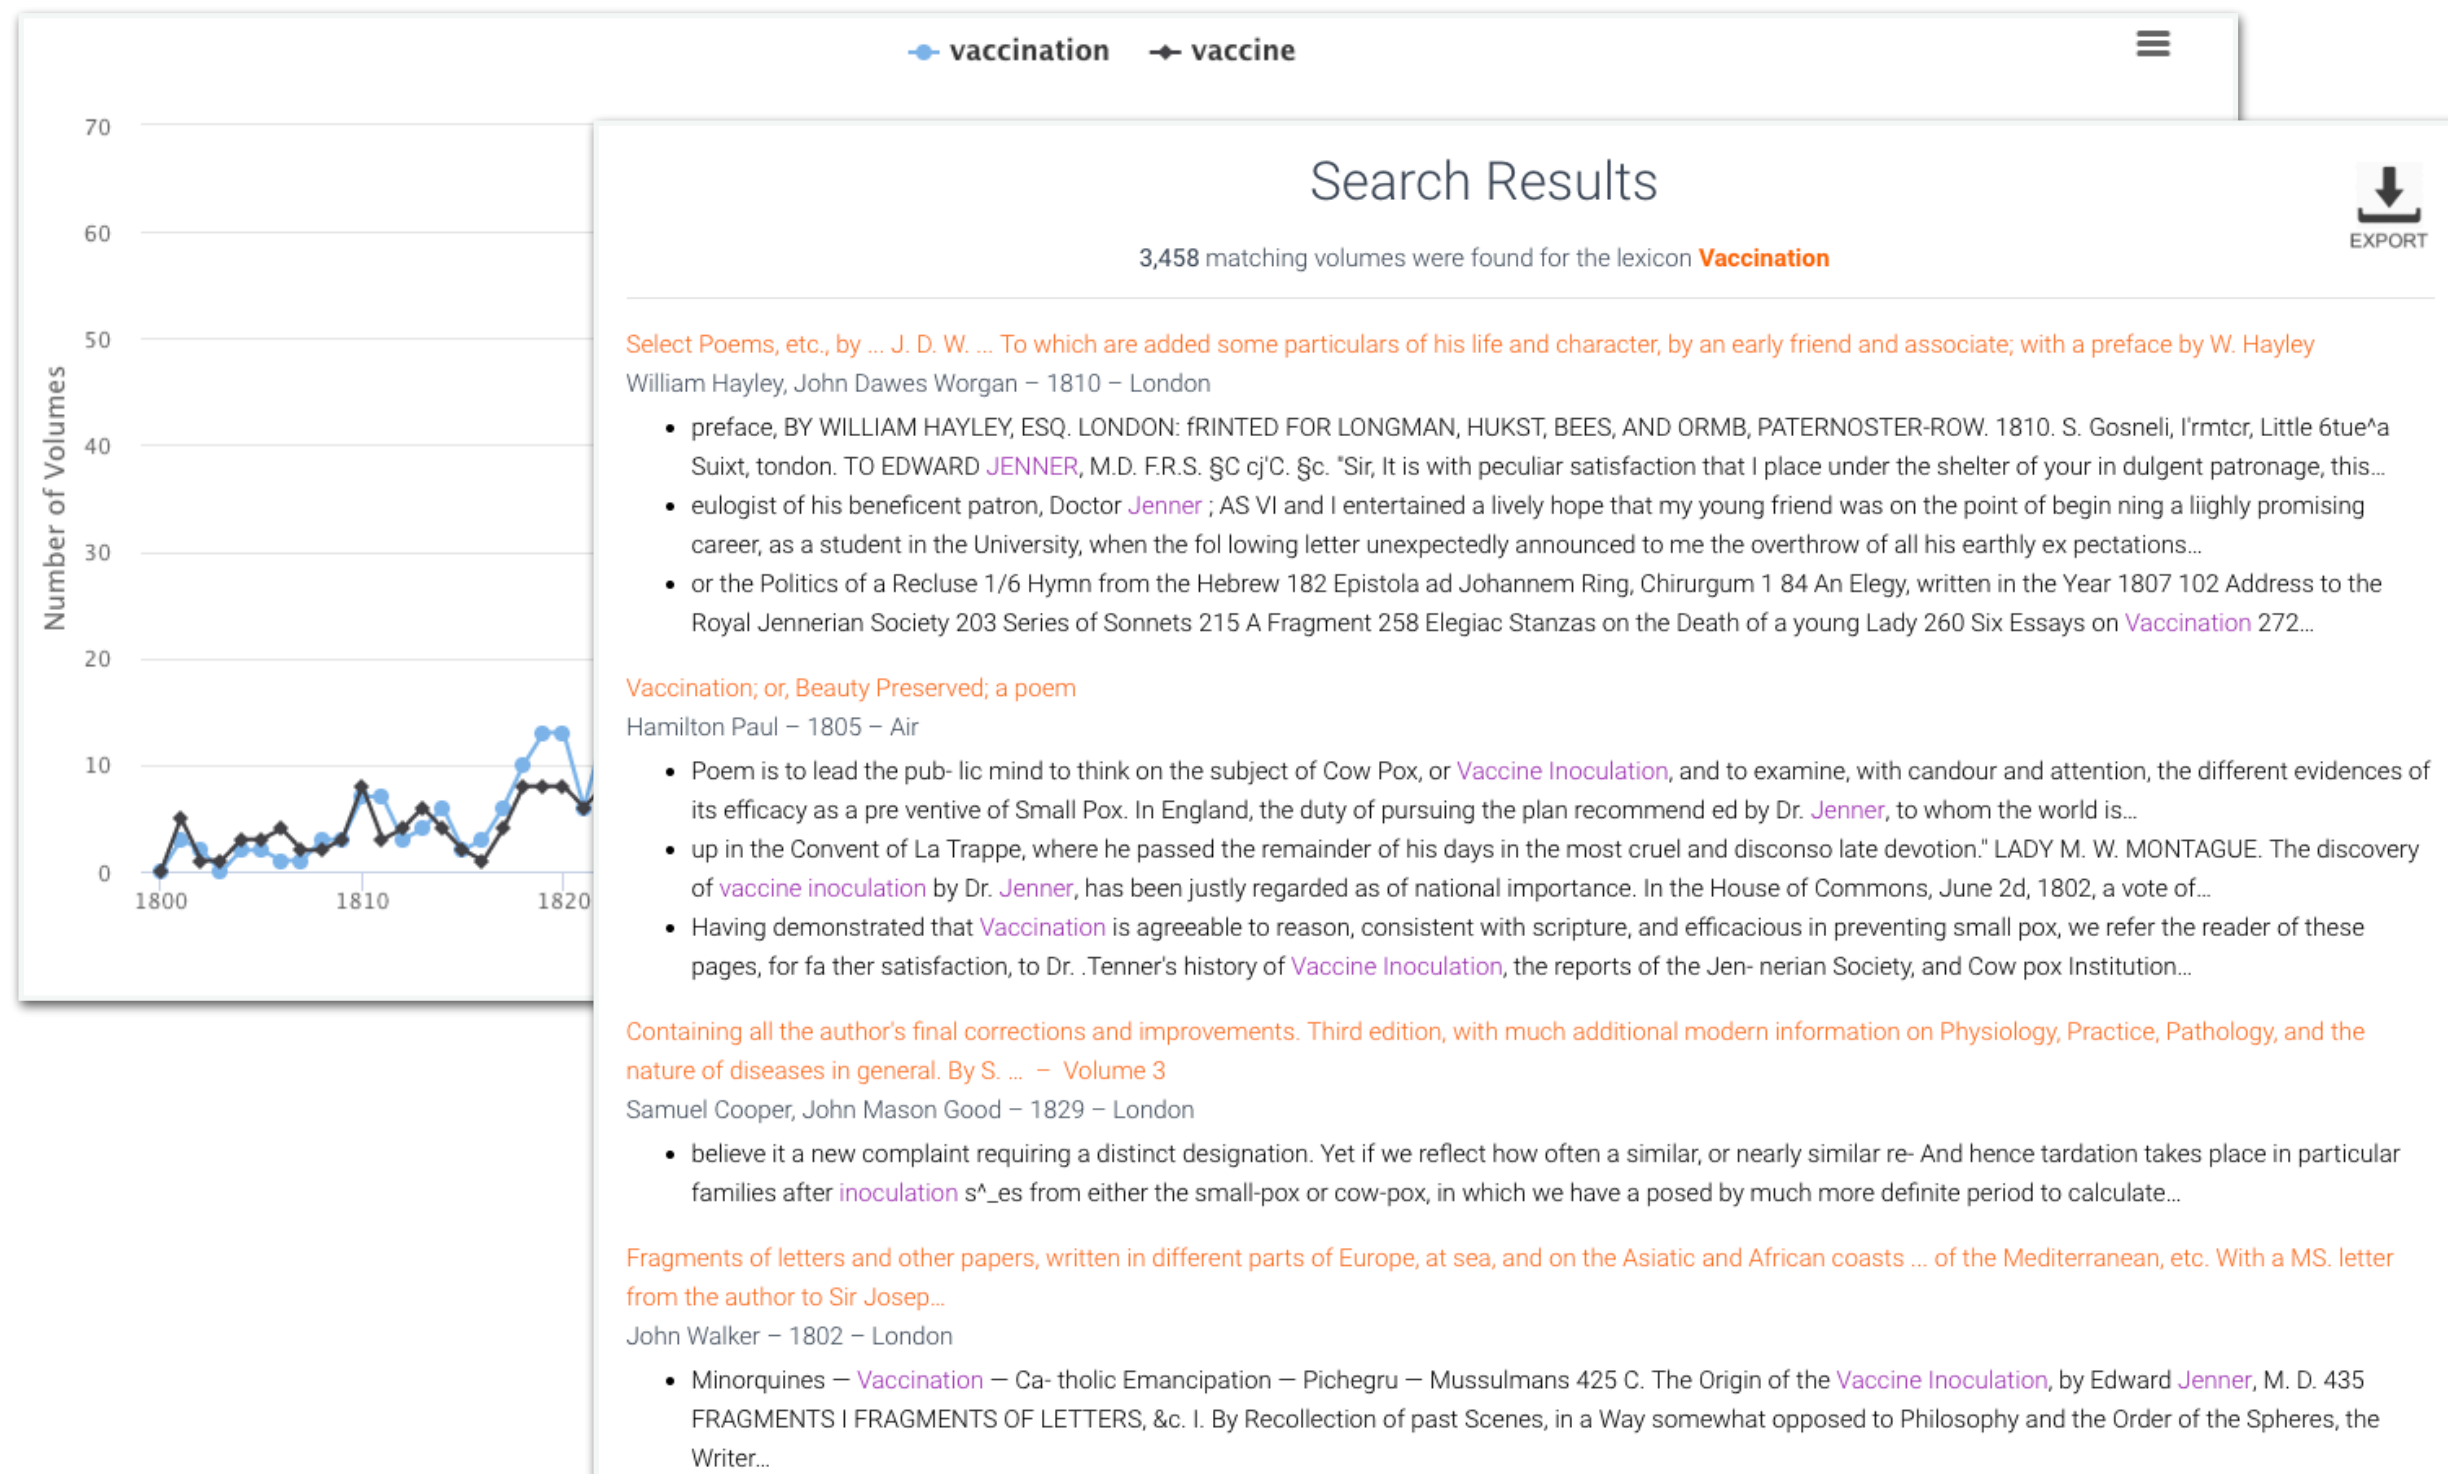 vaccination vaccine
70
60
50
40
30
20
10
0
Number of Volumes
1800 1810 1820
Search Results
EXPORT
3,458 matching volumes were found for the lexicon Vaccination
Select Poems, etc., by ... J. D. W. ... To which are added some particulars of his life and character, by an early friend and associate; with a preface by W. Hayley
William Hayley, John Dawes Worgan – 1810 – London
• preface, BY WILLIAM HAYLEY, ESQ. LONDON: fRINTED FOR LONGMAN, HUKST, BEES, AND ORMB, PATERNOSTER-ROW. 1810. S. Gosneli, I'rmtcr, Little 6tue^a
Suixt, tondon. TO EDWARD JENNER, M.D. F.R.S. §C cj'C. §c. "Sir, It is with peculiar satisfaction that I place under the shelter of your in dulgent patronage, this...
• eulogist of his beneficent patron, Doctor Jenner ; AS VI and I entertained a lively hope that my young friend was on the point of begin ning a liighly promising
career, as a student in the University, when the fol lowing letter unexpectedly announced to me the overthrow of all his earthly ex pectations...
• or the Politics of a Recluse 1/6 Hymn from the Hebrew 182 Epistola ad Johannem Ring, Chirurgum 1 84 An Elegy, written in the Year 1807 102 Address to the
Royal Jennerian Society 203 Series of Sonnets 215 A Fragment 258 Elegiac Stanzas on the Death of a young Lady 260 Six Essays on Vaccination 272...
Vaccination; or, Beauty Preserved; a poem
Hamilton Paul – 1805 – Air
• Poem is to lead the pub- lic mind to think on the subject of Cow Pox, or Vaccine Inoculation, and to examine, with candour and attention, the different evidences of
its efficacy as a pre ventive of Small Pox. In England, the duty of pursuing the plan recommend ed by Dr. Jenner, to whom the world is...
• up in the Convent of La Trappe, where he passed the remainder of his days in the most cruel and disconso late devotion." LADY M. W. MONTAGUE. The discovery
of vaccine inoculation by Dr. Jenner, has been justly regarded as of national importance. In the House of Commons, June 2d, 1802, a vote of...
• Having demonstrated that Vaccination is agreeable to reason, consistent with scripture, and efficacious in preventing small pox, we refer the reader of these
pages, for fa ther satisfaction, to Dr. .Tenner's history of Vaccine Inoculation, the reports of the Jen- nerian Society, and Cow pox Institution...
Containing all the author's final corrections and improvements. Third edition, with much additional modern information on Physiology, Practice, Pathology, and the
nature of diseases in general. By S. ... – Volume 3
Samuel Cooper, John Mason Good – 1829 – London
• believe it a new complaint requiring a distinct designation. Yet if we reflect how often a similar, or nearly similar re- And hence tardation takes place in particular
families after inoculation s^_es from either the small-pox or cow-pox, in which we have a posed by much more definite period to calculate...
Fragments of letters and other papers, written in different parts of Europe, at sea, and on the Asiatic and African coasts ... of the Mediterranean, etc. With a MS. letter
from the author to Sir Josep...
John Walker – 1802 – London
• Minorquines — Vaccination — Ca- tholic Emancipation — Pichegru — Mussulmans 425 C. The Origin of the Vaccine Inoculation, by Edward Jenner, M. D. 435
FRAGMENTS I FRAGMENTS OF LETTERS, &c. I. By Recollection of past Scenes, in a Way somewhat opposed to Philosophy and the Order of the Spheres, the
Writer...